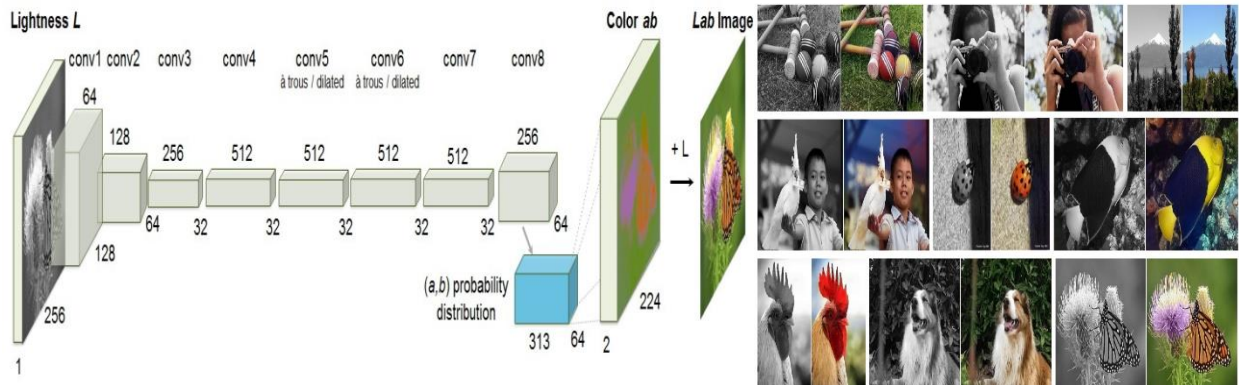 Lightness L
Color ab
Lab Image
conv1
conv2
conv3
conv4
conv5
à trous / dilated
conv6
à trous / dilated
conv7
conv8
64
128
256
512
512
512
512
256
+ L
256
128
64
32
32
32
32
32
64
(a,b) probability
distribution
313
64
2
224
1